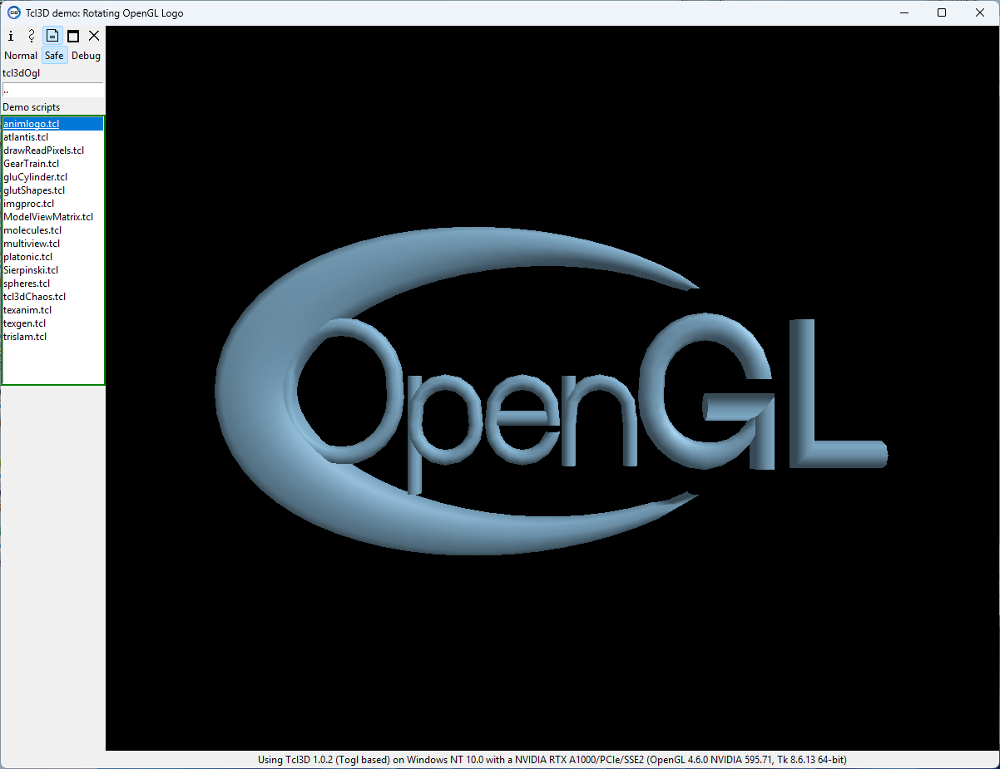 Tcl3D demo: Rotating OpenGL Logo
Normal Safe Debug
tcl3dOgl
..
Demo scripts
animlogo.tcl
atlantis.tcl
drawReadPixels.tcl
GearTrain.tcl
gluCylinder.tcl
glutShapes.tcl
imgproc.tcl
ModelViewMatrix.tcl
molecules.tcl
multiview.tcl
platonic.tcl
Sierpinski.tcl
spheres.tcl
tcl3dChaos.tcl
texanim.tcl
texgen.tcl
trislam.tcl
OpenGL
Using Tcl3D 1.0.2 (Togl based) on Windows NT 10.0 with a NVIDIA RTX A1000/PCIe/SSE2 (OpenGL 4.6.0 NVIDIA 595.71, Tk 8.6.13 64-bit)